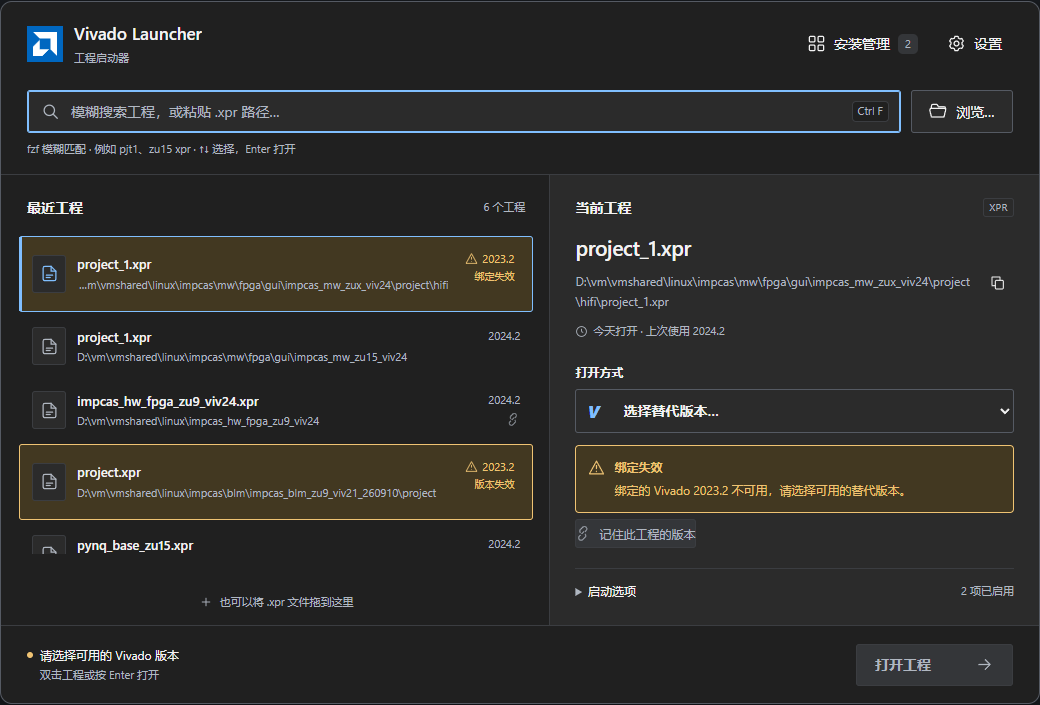 Vivado Launcher
工程启动器
安装管理 2
设置
模糊搜索工程，或粘贴 .xpr 路径...
Ctrl F
浏览...
fzf 模糊匹配 · 例如 pjt1、zu15 xpr · ↑↓ 选择，Enter 打开
最近工程
6 个工程
project_1.xpr
2023.2
...m\vmshared\linux\impcas\mw\fpga\gui\impcas_mw_zux_viv24\project\hifi
绑定失效
project_1.xpr
2024.2
D:\vm\vmshared\linux\impcas\mw\fpga\gui\impcas_mw_zu15_viv24
impcas_hw_fpga_zu9_viv24.xpr
2024.2
D:\vm\vmshared\linux\impcas_hw_fpga_zu9_viv24
project.xpr
2023.2
D:\vm\vmshared\linux\impcas\blm\impcas_blm_zu9_viv21_260910\project
版本失效
pynq_base_zu15.xpr
2024.2
+ 也可以将 .xpr 文件拖到这里
当前工程
XPR
project_1.xpr
D:\vm\vmshared\linux\impcas\mw\fpga\gui\impcas_mw_zux_viv24\project
\hifi\project_1.xpr
今天打开 · 上次使用 2024.2
打开方式
V 选择替代版本...
绑定失效
绑定的 Vivado 2023.2 不可用，请选择可用的替代版本。
记住此工程的版本
启动选项
2 项已启用
请选择可用的 Vivado 版本
双击工程或按 Enter 打开
打开工程 →